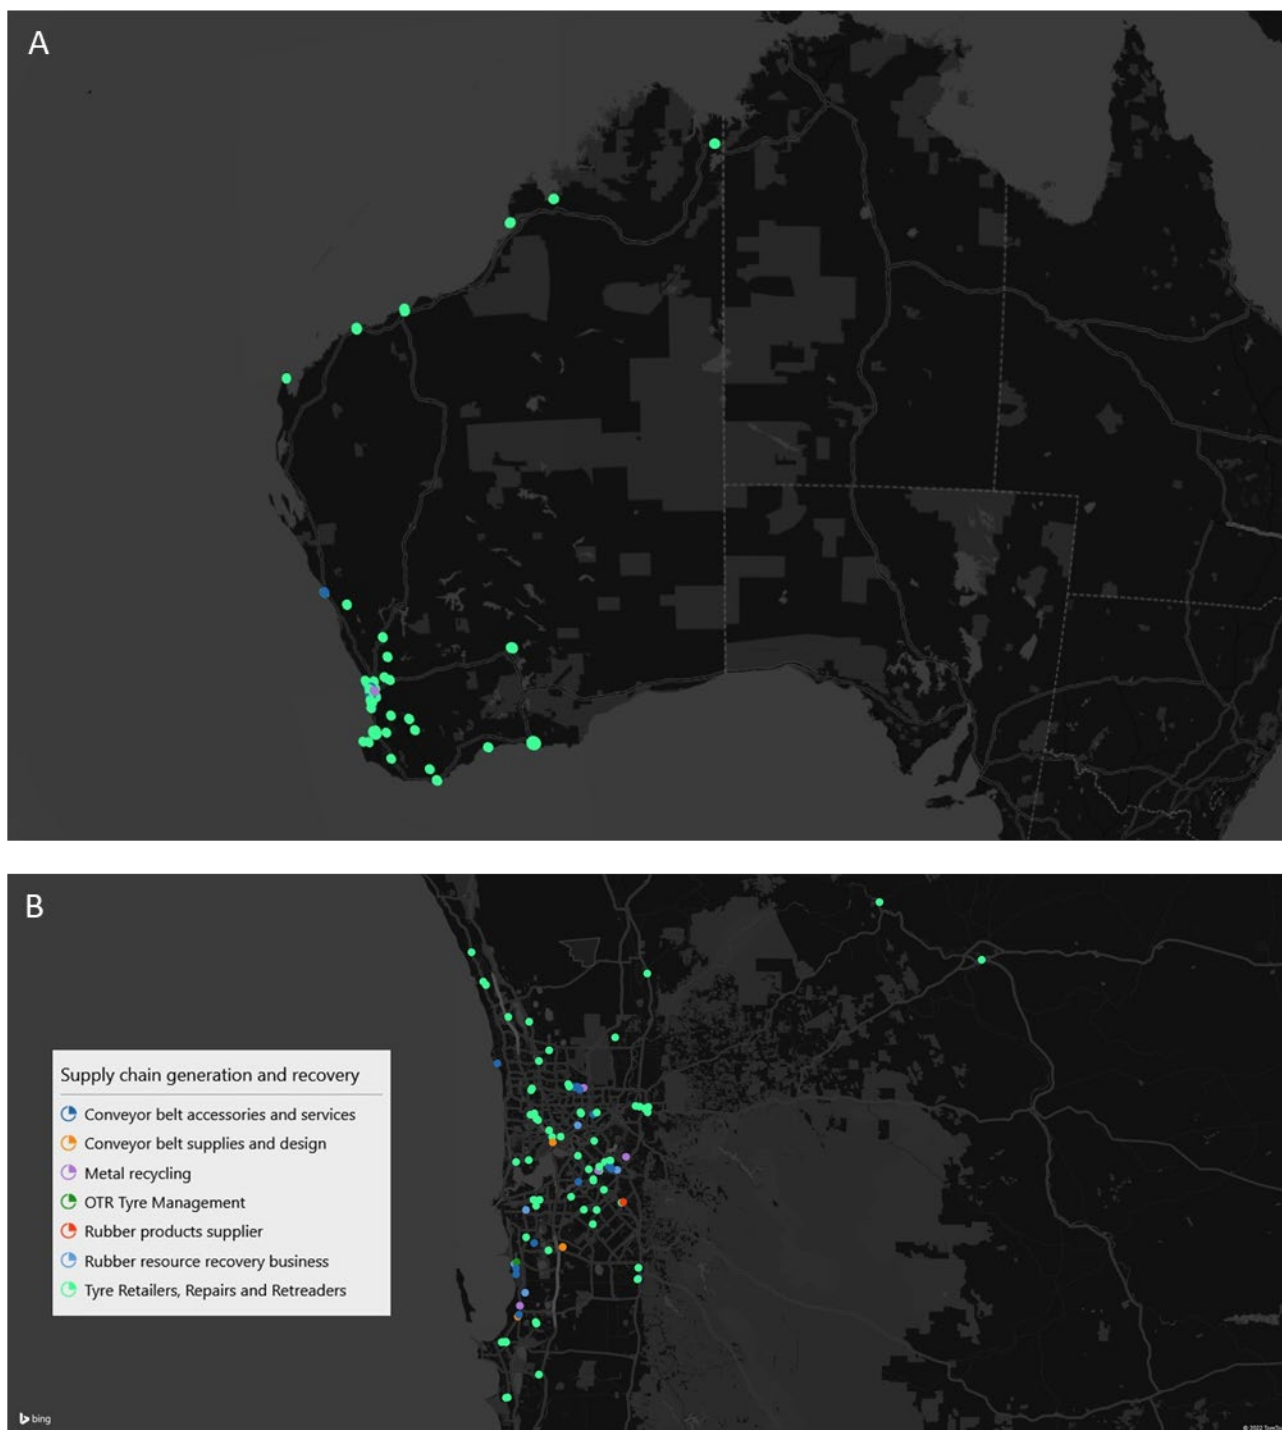 A
B
Supply chain generation and recovery
Conveyor belt accessories and services
Conveyor belt supplies and design
Metal recycling
OTR Tyre Management
Rubber products supplier
Rubber resource recovery business
Tyre Retailers, Repairs and Retreaders
bing
© 2022